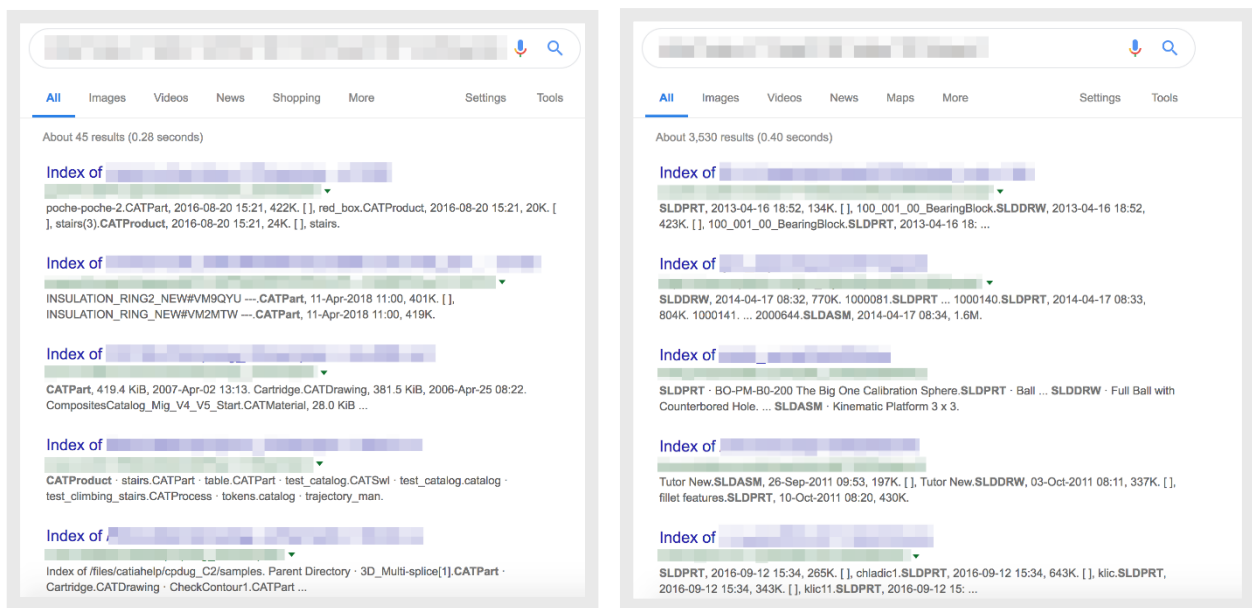 All Images Videos News Shopping More Settings Tools
About 45 results (0.28 seconds)
Index of
poche-poche-2.CATPart, 2016-08-20 15:21, 422K. [ ], red_box.CATProduct, 2016-08-20 15:21, 20K. [
], stairs(3).CATProduct, 2016-08-20 15:21, 24K. [ ], stairs.
Index of
INSULATION_RING2_NEW#VM9QYU ---.CATPart, 11-Apr-2018 11:00, 401K. [ ],
INSULATION_RING_NEW#VM2MTW ---.CATPart, 11-Apr-2018 11:00, 419K.
Index of
CATPart, 419.4 KiB, 2007-Apr-02 13:13. Cartridge.CATDrawing, 381.5 KiB, 2006-Apr-25 08:22.
CompositesCatalog_Mig_V4_V5_Start.CATMaterial, 28.0 KiB ...
Index of
CATProduct · stairs.CATPart · table.CATPart · test_catalog.CATSwl · test_catalog.catalog ·
test_climbing_stairs.CATProcess · tokens.catalog · trajectory_man.
Index of /
Index of /files/catiahelp/cpdug_C2/samples. Parent Directory · 3D_Multi-splice[1].CATPart ·
Cartridge.CATDrawing · CheckContour1.CATPart ...
All Images Videos News Maps More Settings Tools
About 3,530 results (0.40 seconds)
Index of
SLDPRT, 2013-04-16 18:52, 134K. [ ], 100_001_00_BearingBlock.SLDDRW, 2013-04-16 18:52,
423K. [ ], 100_001_00_BearingBlock.SLDPRT, 2013-04-16 18: ...
Index of
SLDDRW, 2014-04-17 08:32, 770K. 1000081.SLDPRT ... 1000140.SLDPRT, 2014-04-17 08:33,
804K. 1000141. ... 2000644.SLDASM, 2014-04-17 08:34, 1.6M.
Index of
SLDPRT · BO-PM-B0-200 The Big One Calibration Sphere.SLDPRT · Ball ... SLDDRW · Full Ball with
Counterbored Hole. ... SLDASM · Kinematic Platform 3 x 3.
Index of
Tutor New.SLDASM, 26-Sep-2011 09:53, 197K. [ ], Tutor New.SLDDRW, 03-Oct-2011 08:11, 337K. [ ],
fillet features.SLDPRT, 10-Oct-2011 08:20, 430K.
Index of
SLDPRT, 2016-09-12 15:34, 265K. [ ], chladic1.SLDPRT, 2016-09-12 15:34, 643K. [ ], klic.SLDPRT,
2016-09-12 15:34, 343K. [ ], klic11.SLDPRT, 2016-09-12 15: ...